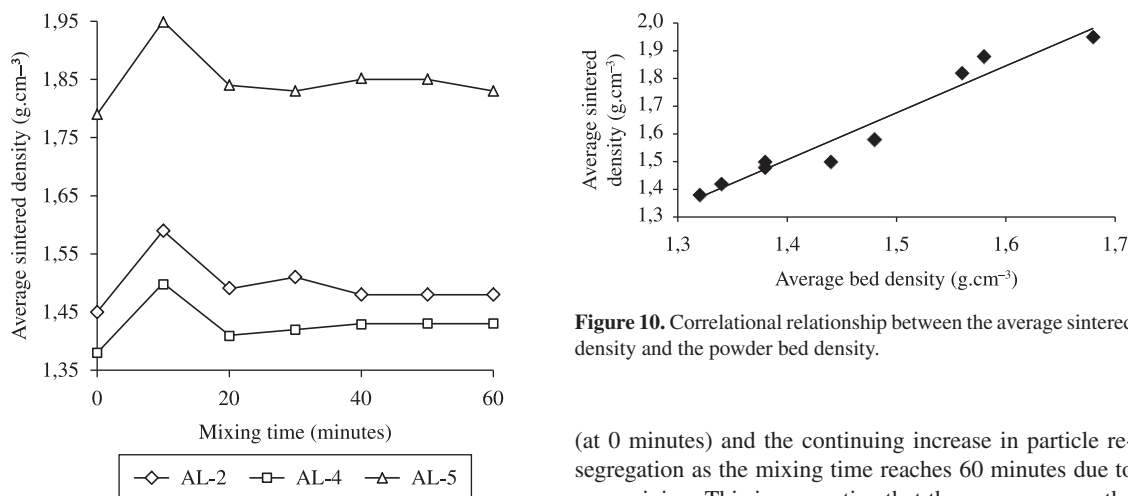 Average sintered density (g.cm–3)
1,95
1,85
1,75
1,65
1,55
1,45
1,35
0
20
40
60
Mixing time (minutes)
AL-2
AL-4
AL-5
Average sintered
density (g.cm–3)
2,0
1,9
1,8
1,7
1,6
1,5
1,4
1,3
1,3
1,4
1,5
1,6
1,7
Average bed density (g.cm–3)
Figure 10. Correlational relationship between the average sintered
density and the powder bed density.
(at 0 minutes) and the continuing increase in particle re-
segregation as the mixing time reaches 60 minutes due to